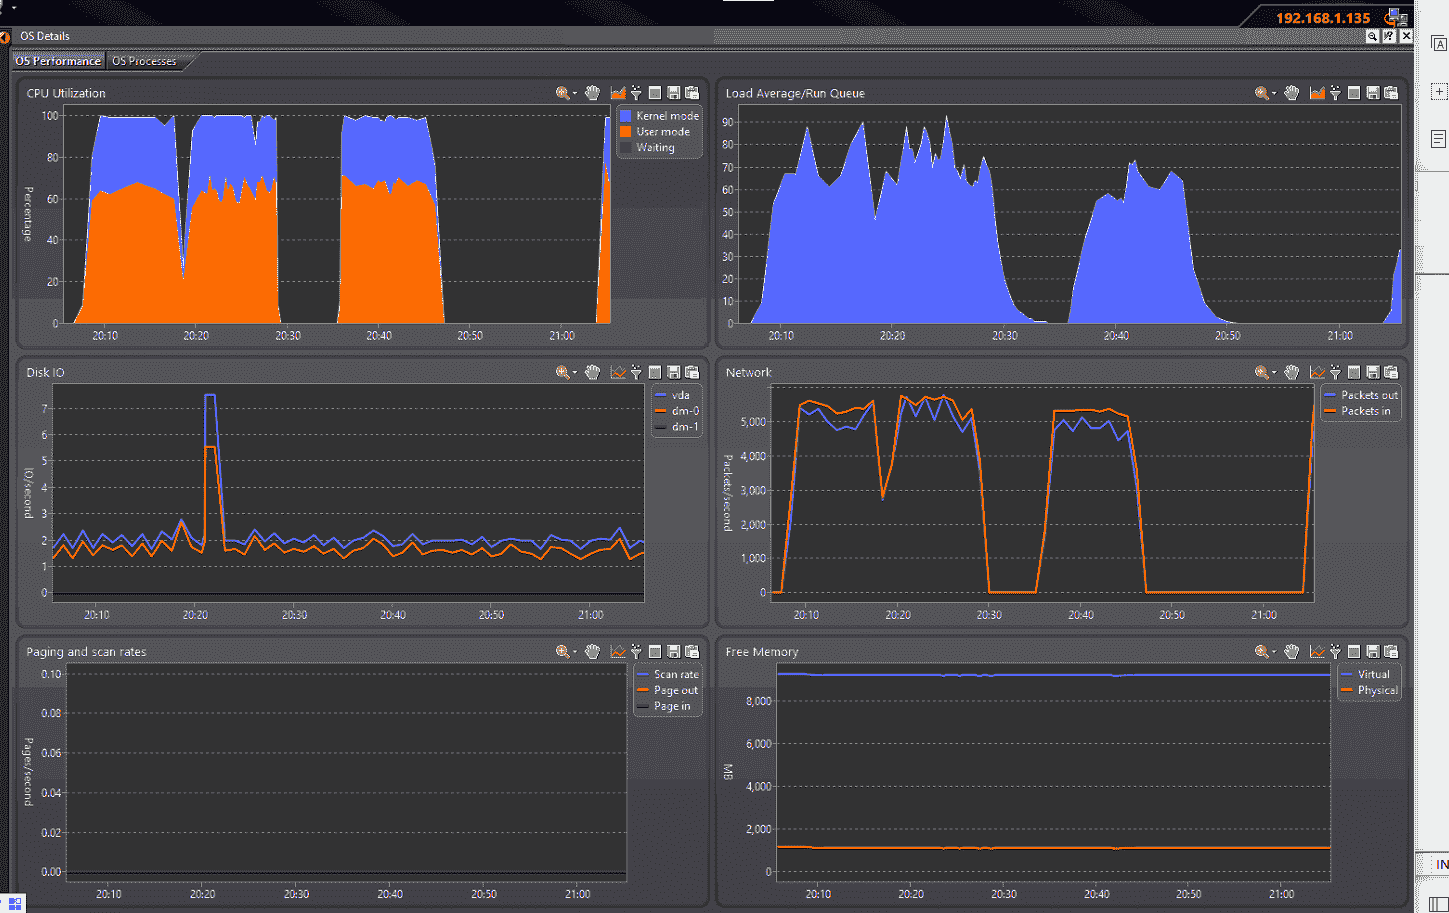 192.168.1.135
OS Details
OS Performance OS Processes
CPU Utilization
100
80
60
40
20
0
Percentage
20:10 20:20 20:30 20:40 20:50 21:00
Kernel mode
User mode
Waiting
Load Average/Run Queue
90
80
70
60
50
40
30
20
10
0
20:10 20:20 20:30 20:40 20:50 21:00
Disk IO
7
6
5
4
3
2
1
0
IO/second
20:10 20:20 20:30 20:40 20:50 21:00
vda
dm-0
dm-1
Network
5,000
4,000
3,000
2,000
1,000
0
Packets/second
20:10 20:20 20:30 20:40 20:50 21:00
Packets out
Packets in
Paging and scan rates
0.10
0.08
0.06
0.04
0.02
0.00
Pages/second
20:10 20:20 20:30 20:40 20:50 21:00
Scan rate
Page out
Page in
Free Memory
8,000
6,000
4,000
2,000
0
MB
20:10 20:20 20:30 20:40 20:50 21:00
Virtual
Physical
IN